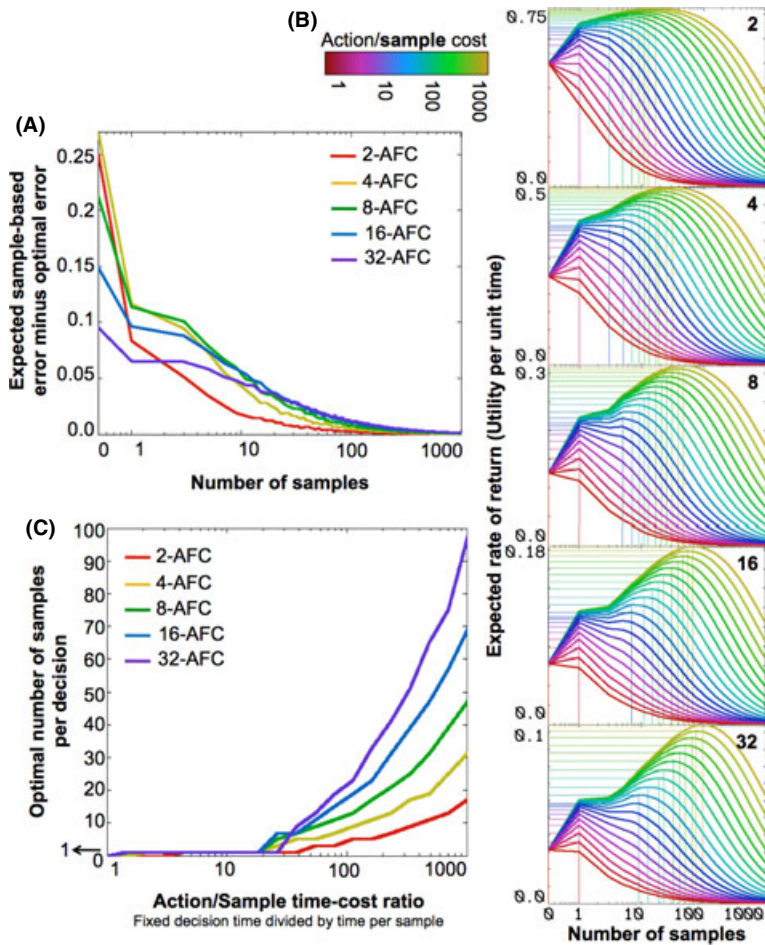 (B)
Action/sample cost
1
10
100
1000
(A)
Expected sample-based
error minus optimal error
0.25
0.2
0.15
0.1
0.05
0.0
2-AFC
4-AFC
8-AFC
16-AFC
32-AFC
0
1
10
100
1000
Number of samples
(C)
Optimal number of samples
per decision
100
90
80
70
60
50
40
30
20
10
1
0
2-AFC
4-AFC
8-AFC
16-AFC
32-AFC
0
1
10
100
1000
Action/Sample time-cost ratio
Fixed decision time divided by time per sample
Expected rate of return (Utility per unit time)
0.75
2
0.0
0.5
4
0.0
0.3
8
0.0
0.18
16
0.0
0.1
32
0.0
0
1
10
100
1000
Number of samples